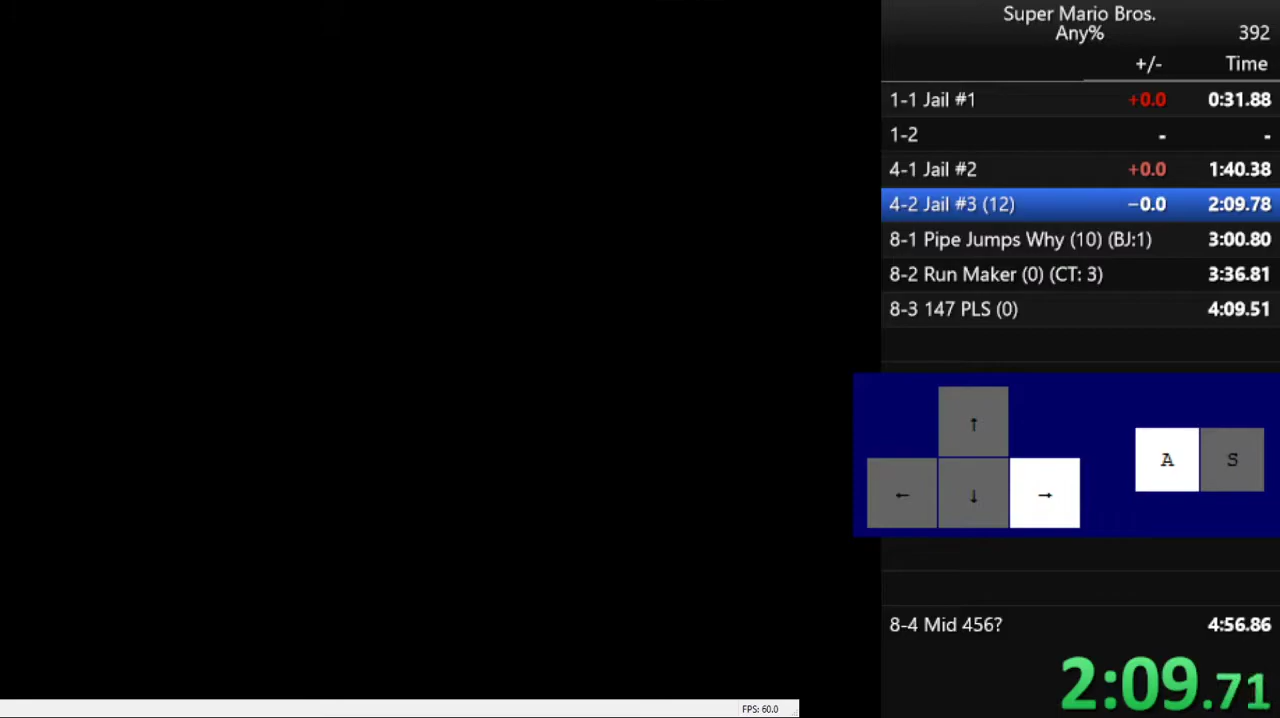 Super Mario Bros.
Any% 392
+/- Time
1-1 Jail #1 +0.0 0:31.88
1-2 - -
4-1 Jail #2 +0.0 1:40.38
4-2 Jail #3 (12) −0.0 2:09.78
8-1 Pipe Jumps Why (10) (BJ:1) 3:00.80
8-2 Run Maker (0) (CT: 3) 3:36.81
8-3 147 PLS (0) 4:09.51
↑
A S
← ↓ →
8-4 Mid 456? 4:56.86
2:09.71
FPS: 60.0